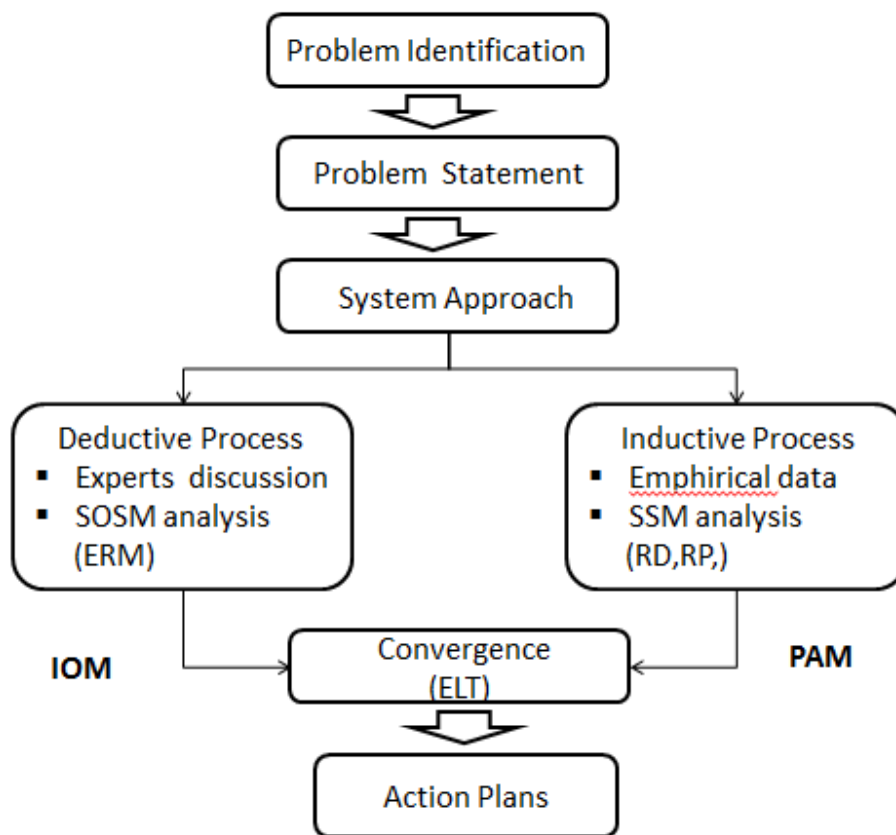 Problem Identification
Problem Statement
System Approach
Deductive Process
▪ Experts discussion
▪ SOSM analysis
(ERM)
Inductive Process
▪ Emphirical data
▪ SSM analysis
(RD,RP,)
IOM
Convergence
(ELT)
PAM
Action Plans